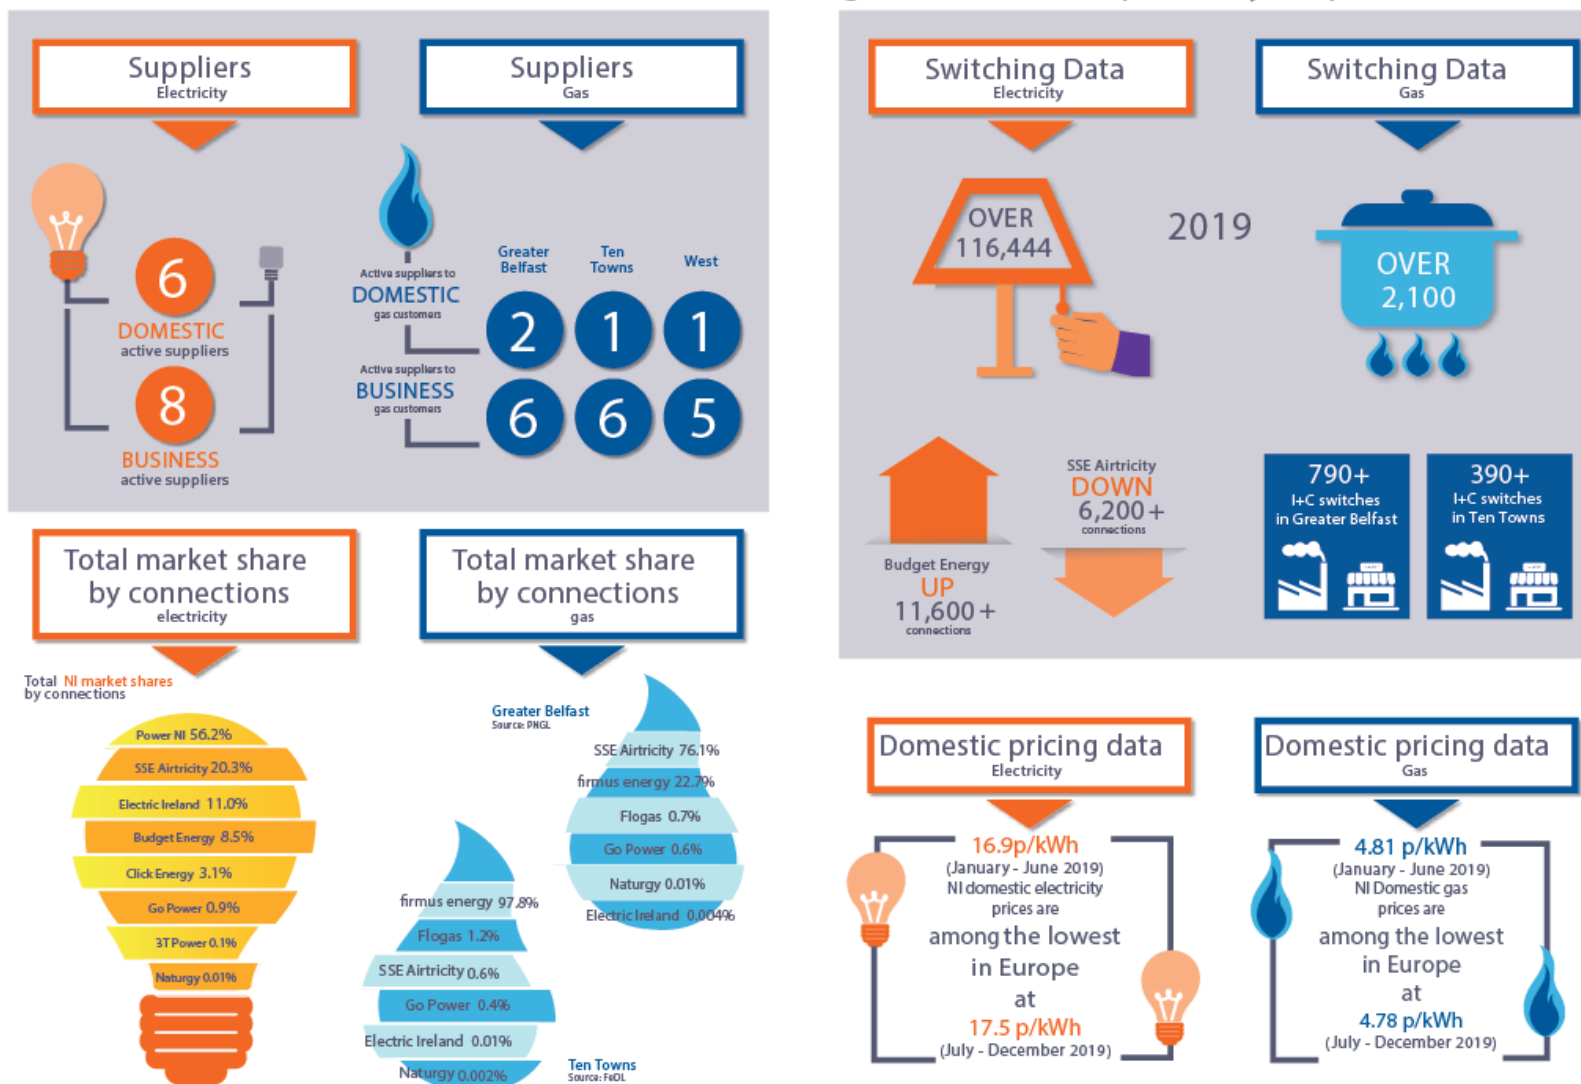 Suppliers
Electricity
Suppliers
Gas
6
DOMESTIC
active suppliers
8
BUSINESS
active suppliers
Greater
Belfast
Ten
Towns
West
Active suppliers to
DOMESTIC
gas customers
2
1
1
Active suppliers to
BUSINESS
gas customers
6
6
5
Total market share
by connections
electricity
Total market share
by connections
gas
Total NI market shares
by connections
Power NI 56.2%
SSE Airtricity 20.3%
Electric Ireland 11.0%
Budget Energy 8.5%
Click Energy 3.1%
Go Power 0.9%
3T Power 0.1%
Naturgy 0.01%
Greater Belfast
Source: PNGL
SSE Airtricity 76.1%
firmus energy 22.7%
Flogas 0.7%
Go Power 0.6%
Naturgy 0.01%
Electric Ireland 0.004%
firmus energy 97.8%
Flogas 1.2%
SSE Airtricity 0.6%
Go Power 0.4%
Electric Ireland 0.01%
Naturgy 0.002%
Ten Towns
Source: FeDL
Switching Data
Electricity
Switching Data
Gas
OVER
116,444
2019
OVER
2,100
Budget Energy
UP
11,600 +
connections
SSE Airtricity
DOWN
6,200 +
connections
790+
I+C switches
in Greater Belfast
390+
I+C switches
in Ten Towns
Domestic pricing data
Electricity
Domestic pricing data
Gas
16.9p/kWh
(January - June 2019)
NI domestic electricity
prices are
among the lowest
in Europe
at
17.5 p/kWh
(July - December 2019)
4.81 p/kWh
(January - June 2019)
NI Domestic gas
prices are
among the lowest
in Europe
at
4.78 p/kWh
(July - December 2019)